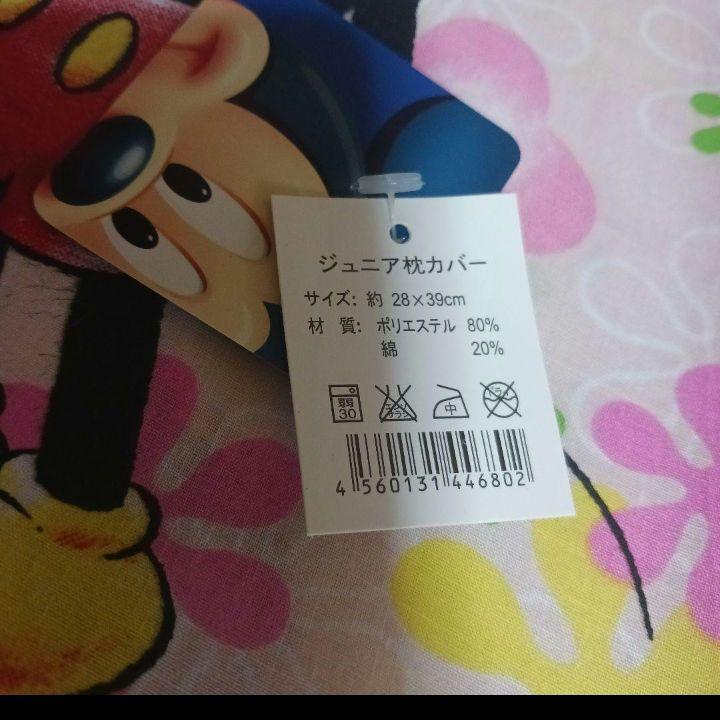 ジュニア枕カバー
サイズ: 約 28×39cm
材 質: ポリエステル 80%
綿 20%
弱 30 中
4 560131 446802